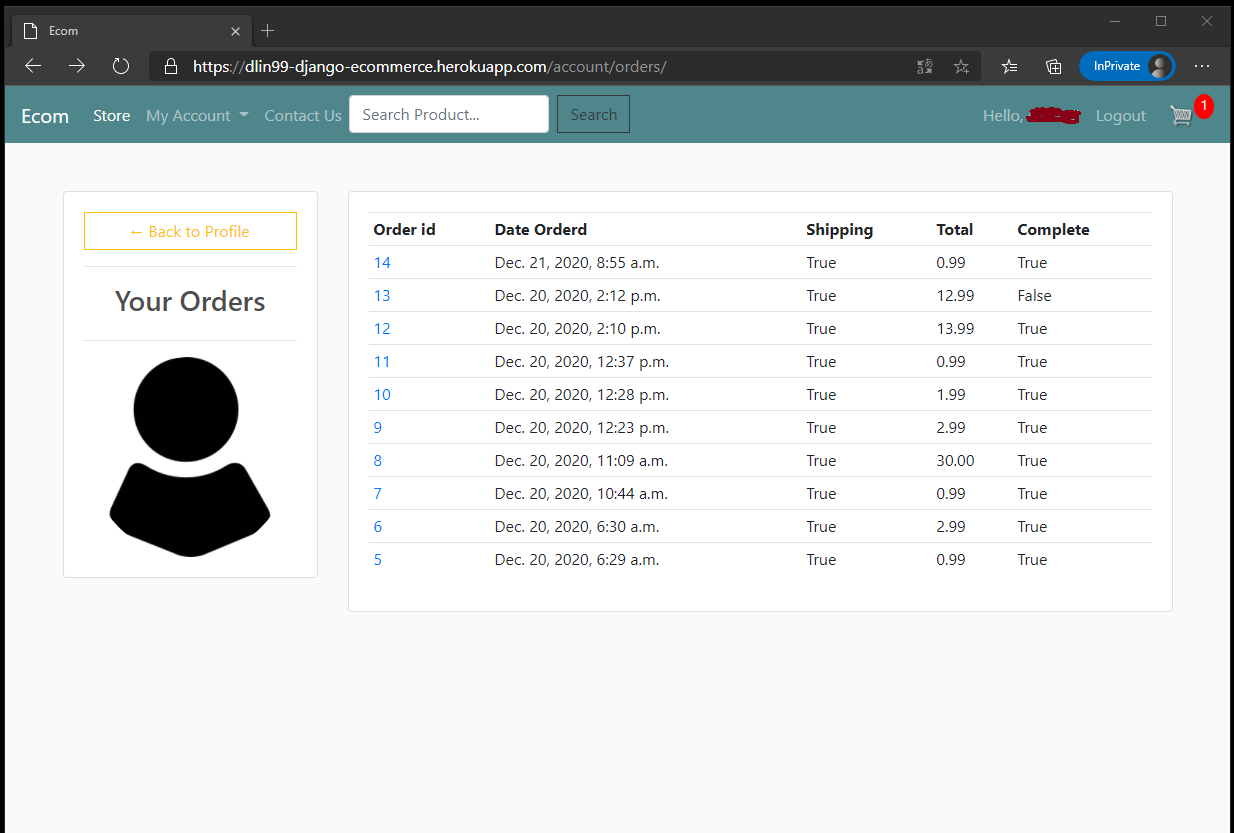 Ecom
https://dlin99-django-ecommerce.herokuapp.com/account/orders/
InPrivate
Ecom Store My Account Contact Us Search Product... Search Hello, Logout 1
← Back to Profile
Your Orders
Order id Date Orderd Shipping Total Complete
14 Dec. 21, 2020, 8:55 a.m. True 0.99 True
13 Dec. 20, 2020, 2:12 p.m. True 12.99 False
12 Dec. 20, 2020, 2:10 p.m. True 13.99 True
11 Dec. 20, 2020, 12:37 p.m. True 0.99 True
10 Dec. 20, 2020, 12:28 p.m. True 1.99 True
9 Dec. 20, 2020, 12:23 p.m. True 2.99 True
8 Dec. 20, 2020, 11:09 a.m. True 30.00 True
7 Dec. 20, 2020, 10:44 a.m. True 0.99 True
6 Dec. 20, 2020, 6:30 a.m. True 2.99 True
5 Dec. 20, 2020, 6:29 a.m. True 0.99 True